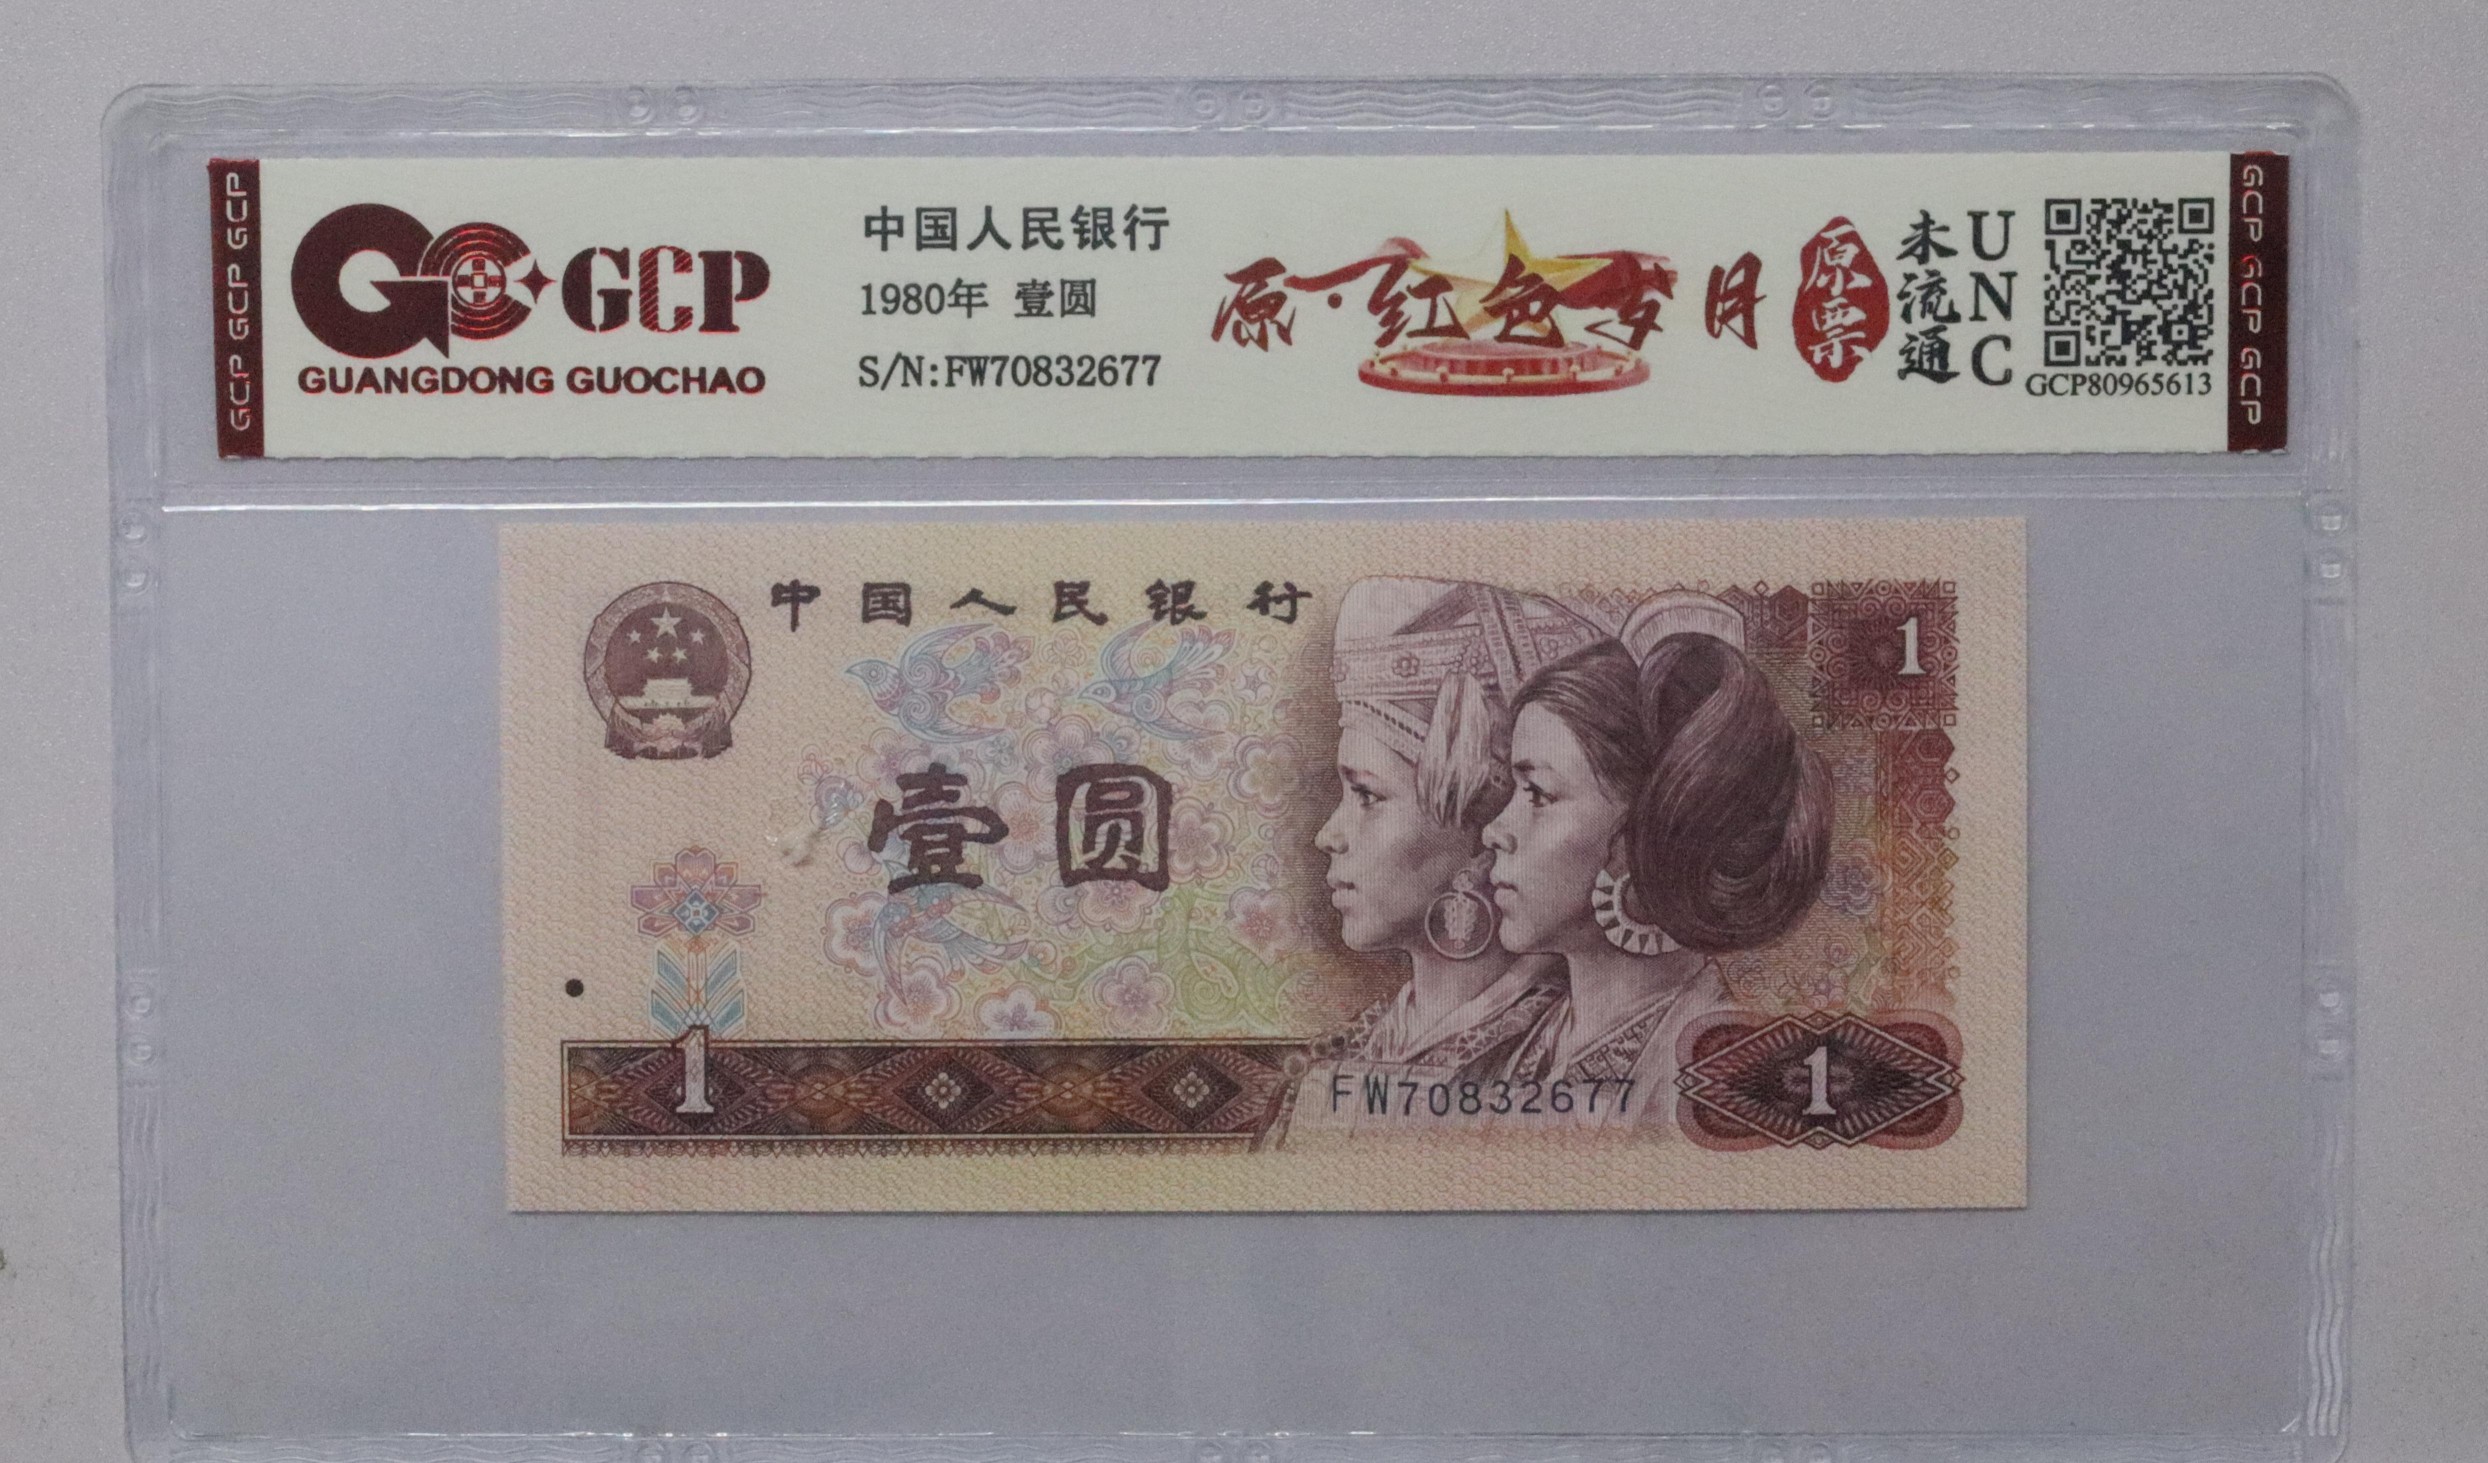 GCP GCP GCP
GCP
GUANGDONG GUOCHAO
中国人民银行
1980年 壹圆
S/N:FW70832677
原·红色岁月
原票
未流通
UNC
GCP80965613
GCP GCP GCP
中国人民银行
1
壹圆
1
FW70832677
1